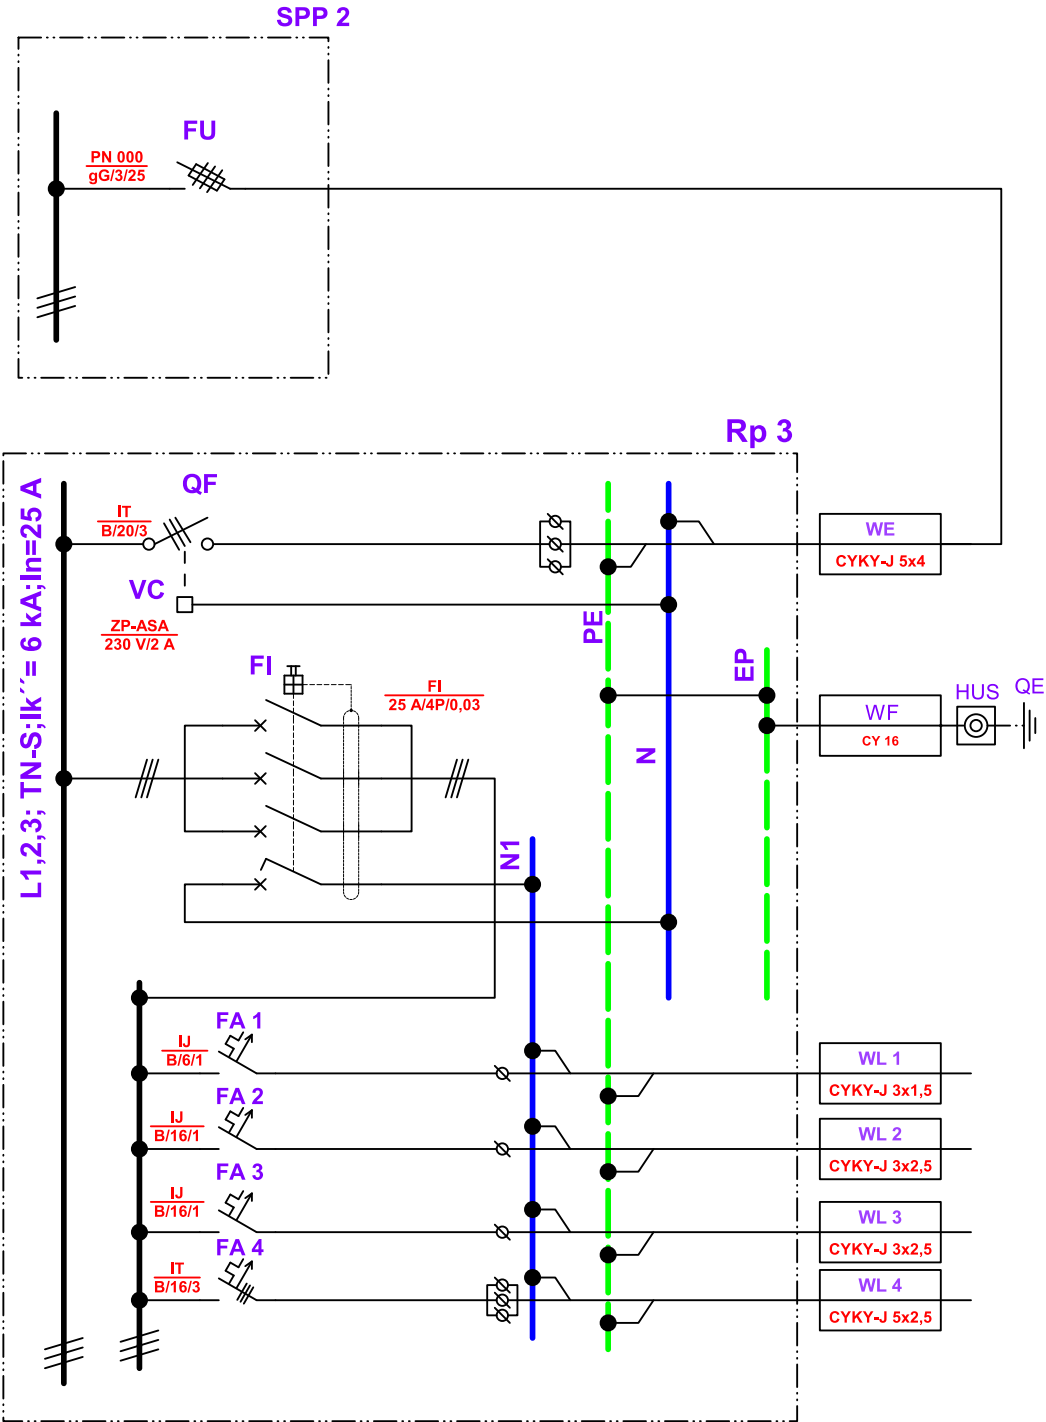 SPP 2
FU
PN 000
gG/3/25
Rp 3
L1,2,3; TN-S;Ik´´= 6 kA;In=25 A
QF
IT
B/20/3
WE
CYKY-J 5x4
VC
ZP-ASA
230 V/2 A
PE
EP
FI
FI
25 A/4P/0,03
HUS
QE
WF
CY 16
N
N1
FA 1
IJ
B/6/1
WL 1
CYKY-J 3x1,5
FA 2
IJ
B/16/1
WL 2
CYKY-J 3x2,5
FA 3
IJ
B/16/1
WL 3
CYKY-J 3x2,5
FA 4
IT
B/16/3
WL 4
CYKY-J 5x2,5